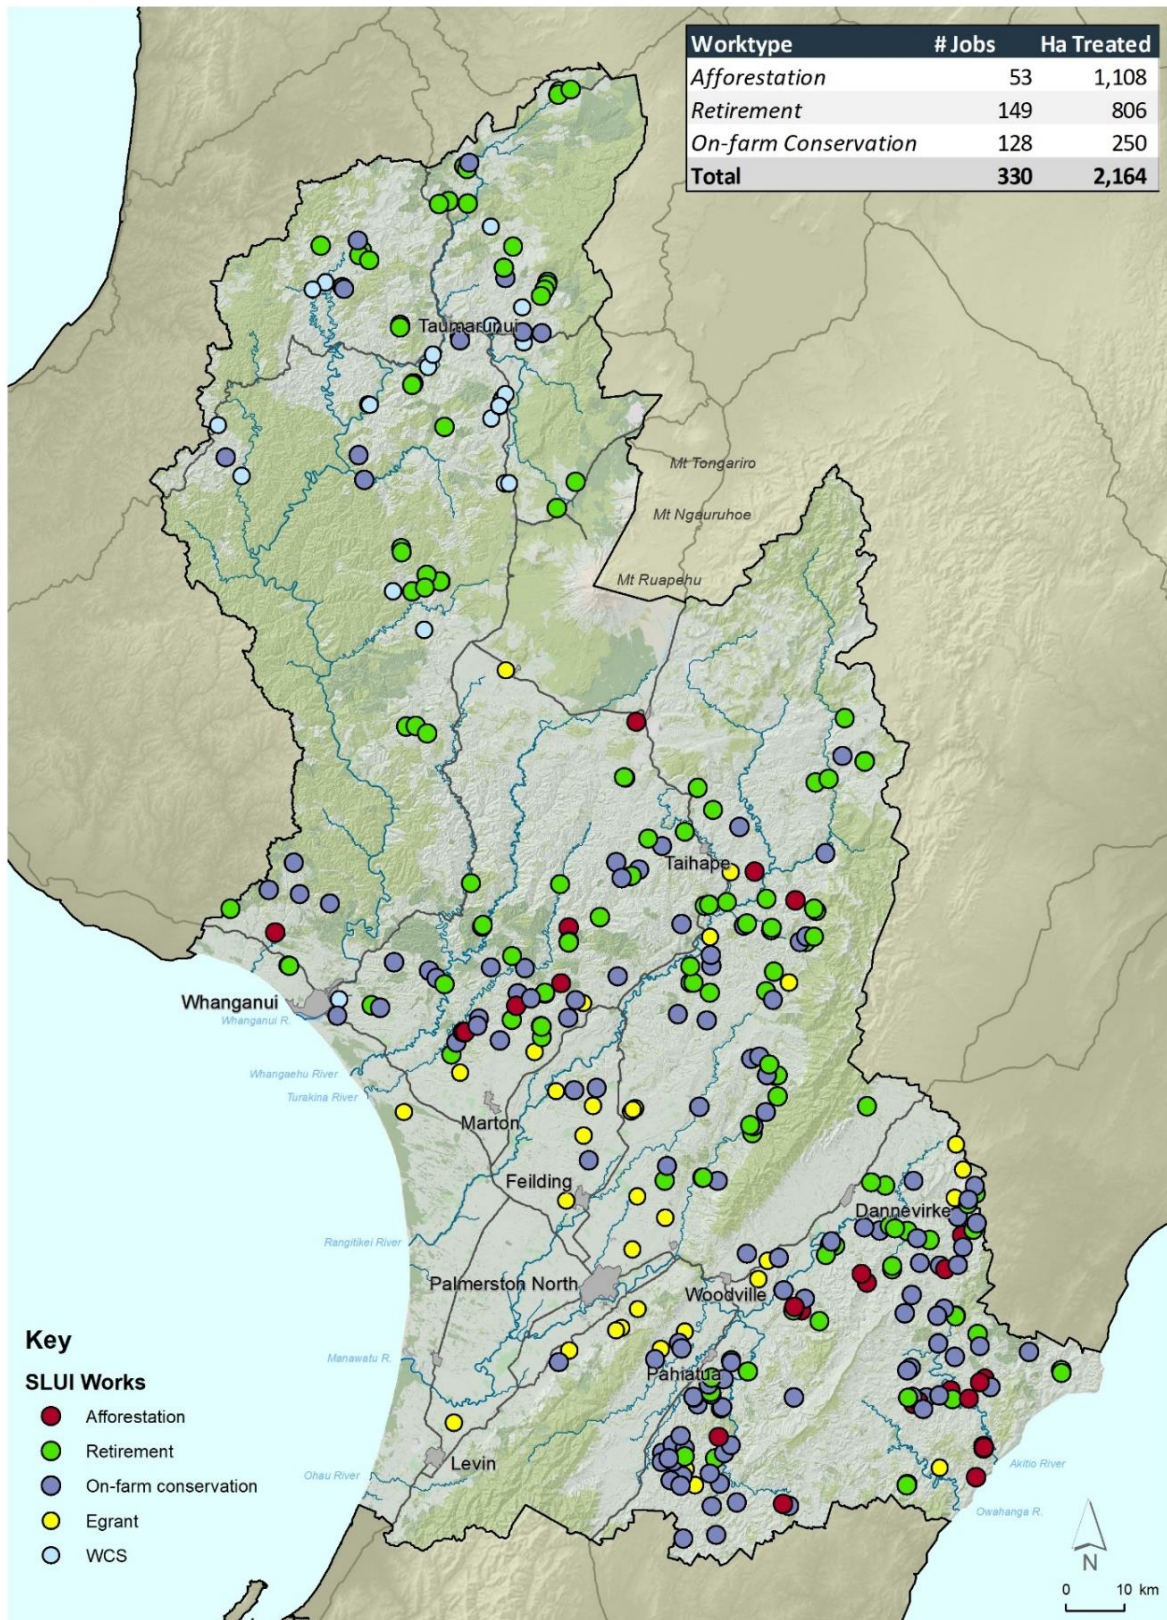 Worktype # Jobs Ha Treated
Afforestation 53 1,108
Retirement 149 806
On-farm Conservation 128 250
Total 330 2,164
Taumarunui
Mt Tongariro
Mt Ngauruhoe
Mt Ruapehu
Taihape
Whanganui
Whanganui R.
Whangaehu River
Turakina River
Marton
Feilding
Dannevirke
Rangitikei River
Palmerston North
Woodville
Key
Manawatu R.
Pahiatua
SLUI Works
Afforestation
Retirement
Levin
Akitio River
Ohau River
On-farm conservation
Owahanga R.
Egrant
WCS
N
0 10 km